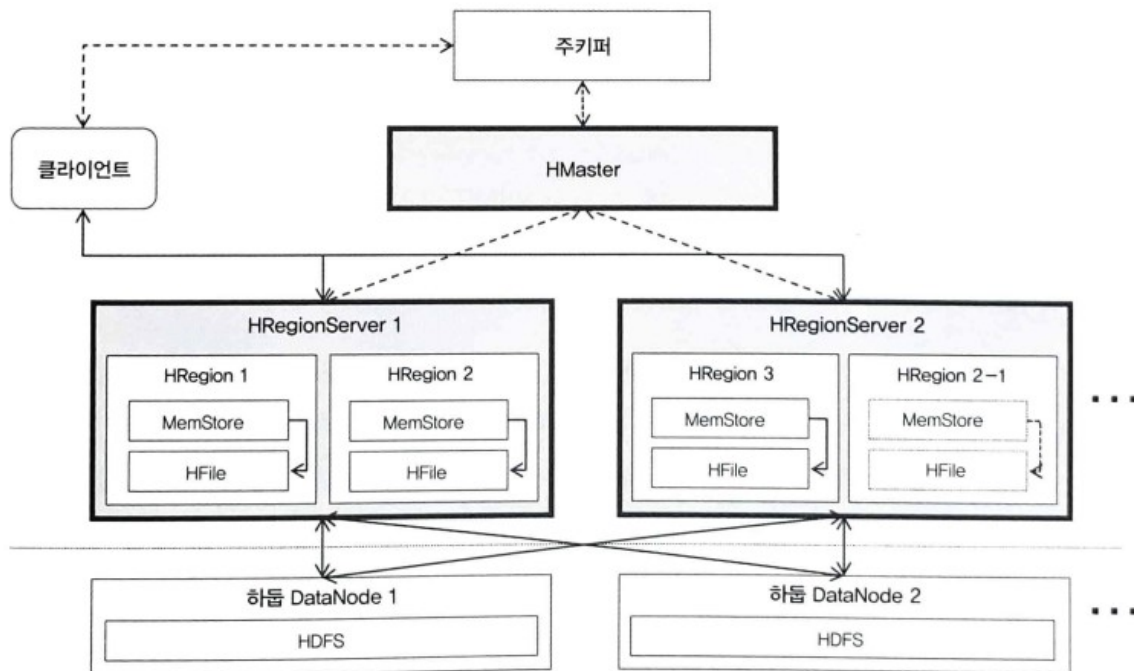 주키퍼
클라이언트
HMaster
HRegionServer 1
HRegion 1
MemStore
HFile
HRegion 2
MemStore
HFile
HRegionServer 2
HRegion 3
MemStore
HFile
HRegion 2-1
MemStore
HFile
하둡 DataNode 1
HDFS
하둡 DataNode 2
HDFS